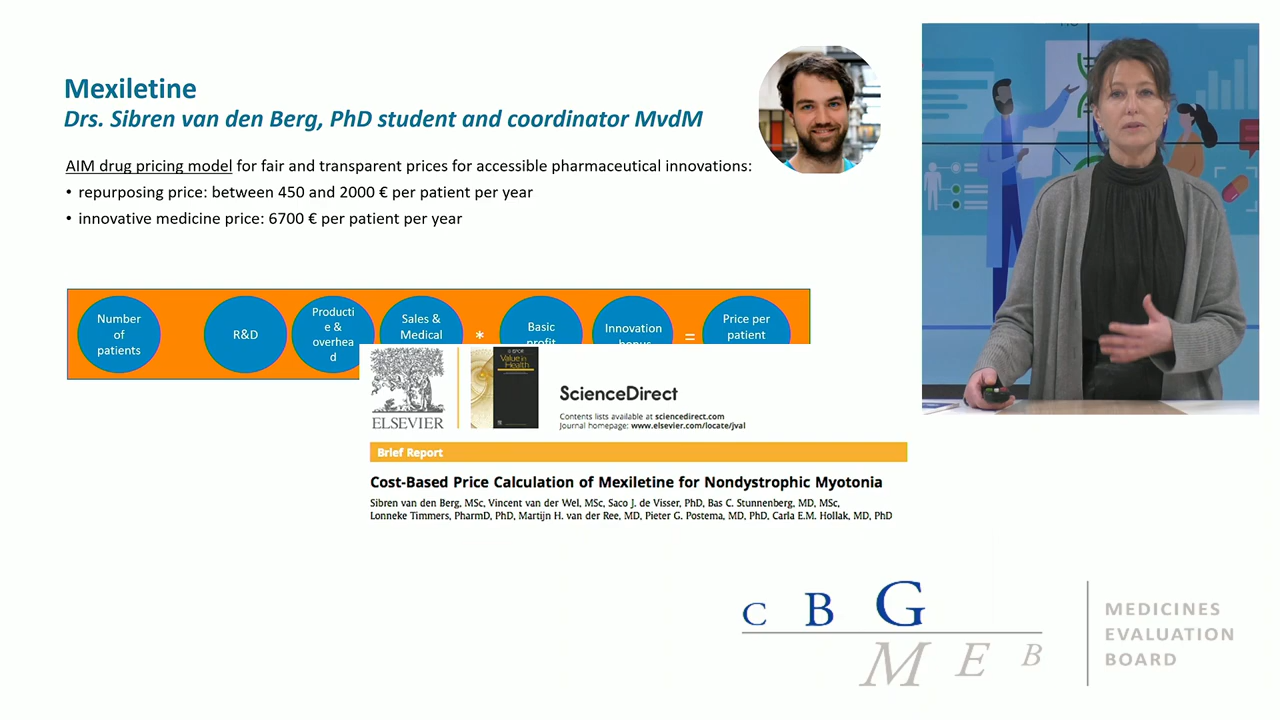 Mexiletine
Drs. Sibren van den Berg, PhD student and coordinator MvdM
AIM drug pricing model for fair and transparent prices for accessible pharmaceutical innovations:
• repurposing price: between 450 and 2000 € per patient per year
• innovative medicine price: 6700 € per patient per year
Number
of
patients
R&D
Producti
e &
overhea
d
Sales &
Medical
*
Basic
profit
Innovation
bonus
=
Price per
patient
ELSEVIER
Value in
Health
ScienceDirect
Contents lists available at sciencedirect.com
Journal homepage: www.elsevier.com/locate/jval
Brief Report
Cost-Based Price Calculation of Mexiletine for Nondystrophic Myotonia
Sibren van den Berg, MSc, Vincent van der Wel, MSc, Saco J. de Visser, PhD, Bas C. Stunnenberg, MD, MSc,
Lonneke Timmers, PharmD, PhD, Martijn H. van der Ree, MD, Pieter G. Postema, MD, PhD, Carla E.M. Hollak, MD, PhD
C B G
M E B
MEDICINES
EVALUATION
BOARD